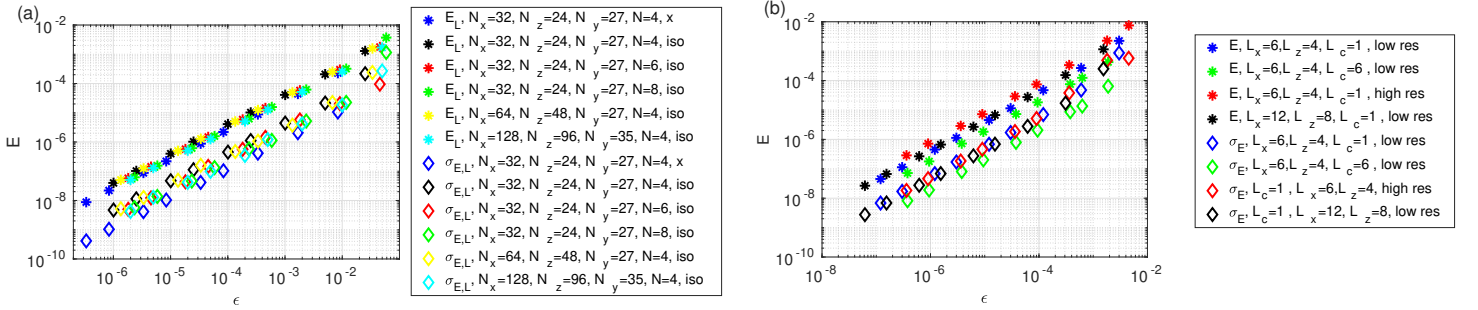 (a)
10^-2
10^-4
10^-6
10^-8
10^-10
E
10^-6
10^-5
10^-4
10^-3
10^-2
ϵ
E_L, N_x=32, N_z=24, N_y=27, N=4, x
E_L, N_x=32, N_z=24, N_y=27, N=4, iso
E_L, N_x=32, N_z=24, N_y=27, N=6, iso
E_L, N_x=32, N_z=24, N_y=27, N=8, iso
E_L, N_x=64, N_z=48, N_y=27, N=4, iso
E_L, N_x=128, N_z=96, N_y=35, N=4, iso
σ_E,L, N_x=32, N_z=24, N_y=27, N=4, x
σ_E,L, N_x=32, N_z=24, N_y=27, N=4, iso
σ_E,L, N_x=32, N_z=24, N_y=27, N=6, iso
σ_E,L, N_x=32, N_z=24, N_y=27, N=8, iso
σ_E,L, N_x=64, N_z=48, N_y=27, N=4, iso
σ_E,L, N_x=128, N_z=96, N_y=35, N=4, iso
(b)
10^-2
10^-4
10^-6
10^-8
10^-10
E
10^-8
10^-6
10^-4
10^-2
ϵ
E, L_x=6,L_z=4, L_c=1 , low res
E, L_x=6,L_z=4, L_c=6 , low res
E, L_x=6,L_z=4, L_c=1 , high res
E, L_x=12, L_z=8, L_c=1 , low res
σ_E, L_x=6,L_z=4, L_c=1 , low res
σ_E, L_x=6,L_z=4, L_c=6 , low res
σ_E, L_c=1 , L_x=6,L_z=4, high res
σ_E, L_c=1 , L_x=12, L_z=8, low res